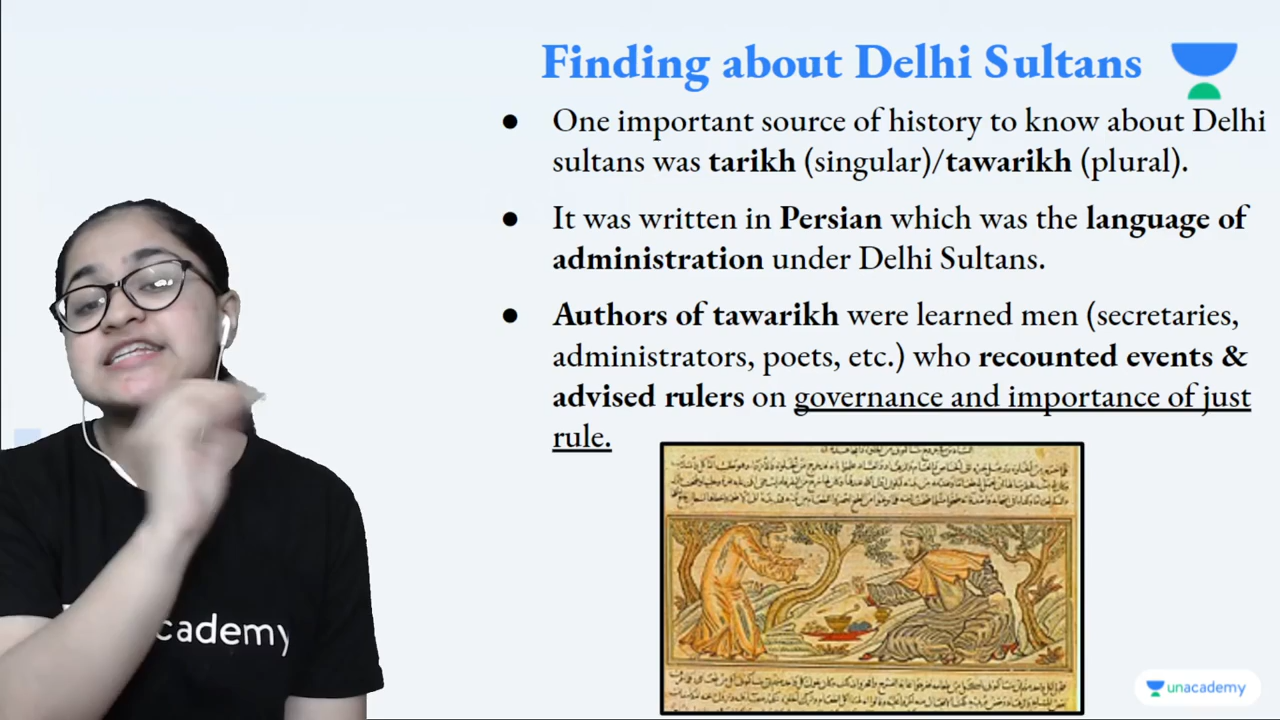 Finding about Delhi Sultans
● One important source of history to know about Delhi
sultans was tarikh (singular)/tawarikh (plural).
● It was written in Persian which was the language of
administration under Delhi Sultans.
● Authors of tawarikh were learned men (secretaries,
administrators, poets, etc.) who recounted events &
advised rulers on governance and importance of just
rule.
cademy
unacademy